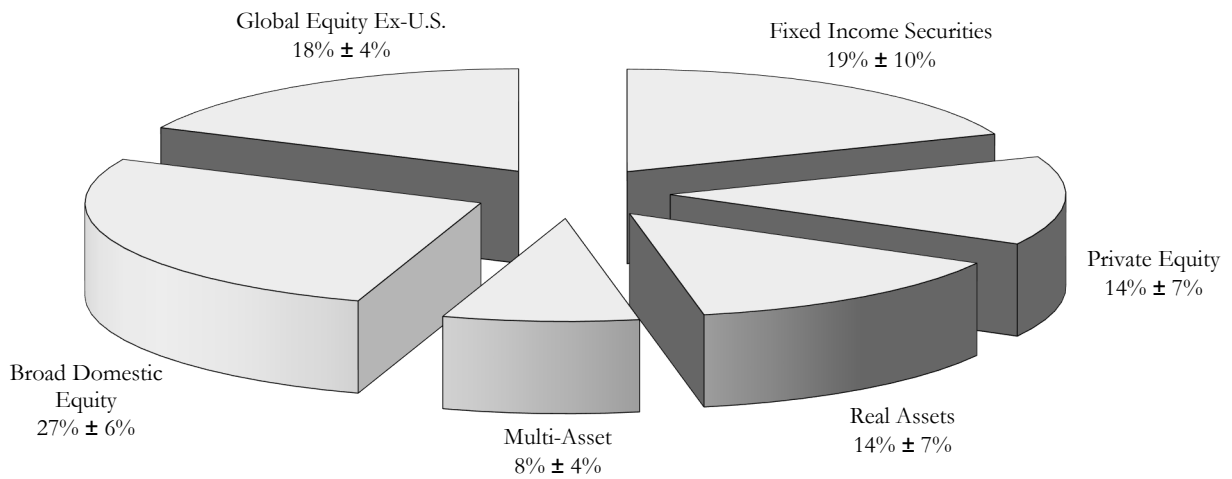 Global Equity Ex-U.S.
18% ± 4%
Fixed Income Securities
19% ± 10%
Private Equity
14% ± 7%
Broad Domestic
Equity
27% ± 6%
Real Assets
14% ± 7%
Multi-Asset
8% ± 4%